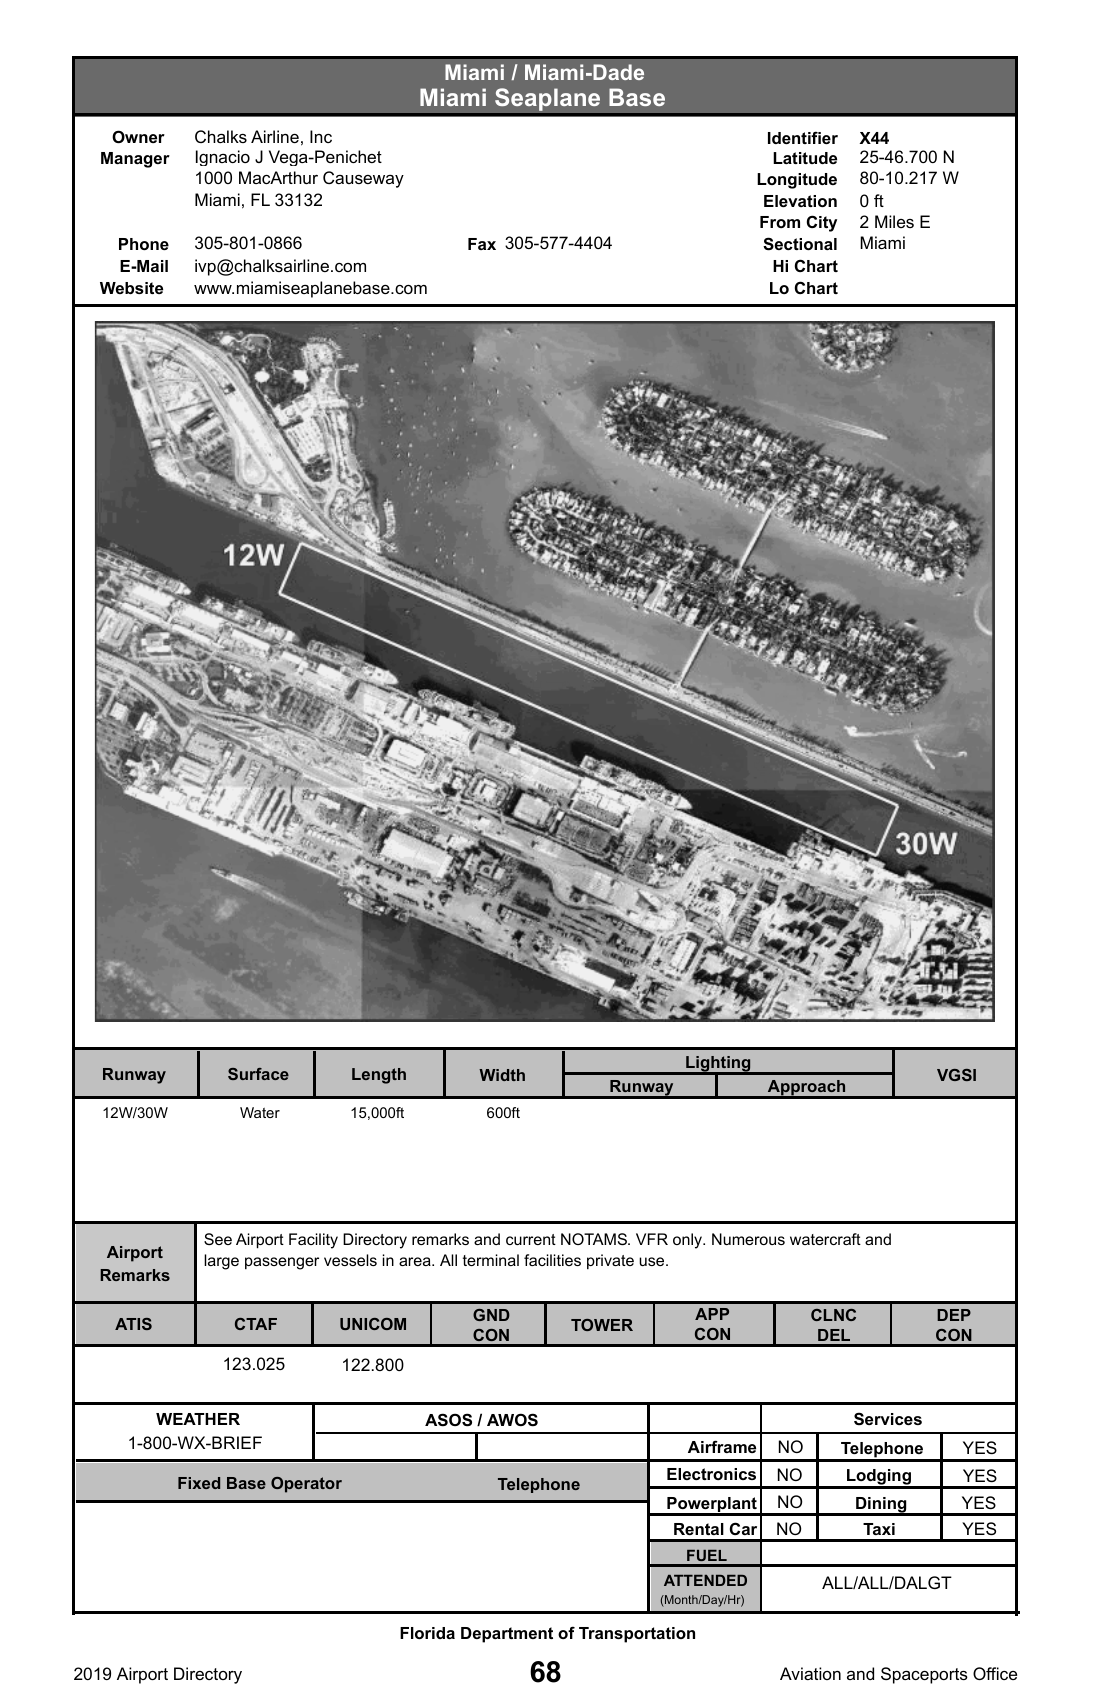 Miami / Miami-Dade
Miami Seaplane Base
Owner Chalks Airline, Inc
Manager Ignacio J Vega-Penichet
1000 MacArthur Causeway
Miami, FL 33132
Phone 305-801-0866 Fax 305-577-4404
E-Mail ivp@chalksairline.com
Website www.miamiseaplanebase.com
Identifier X44
Latitude 25-46.700 N
Longitude 80-10.217 W
Elevation 0 ft
From City 2 Miles E
Sectional Miami
Hi Chart
Lo Chart
12W
30W
Runway Surface Length Width Lighting VGSI
Runway Approach
12W/30W Water 15,000ft 600ft
Airport
Remarks
See Airport Facility Directory remarks and current NOTAMS. VFR only. Numerous watercraft and
large passenger vessels in area. All terminal facilities private use.
ATIS CTAF UNICOM GND CON TOWER APP CON CLNC DEL DEP CON
123.025 122.800
WEATHER
1-800-WX-BRIEF
ASOS / AWOS
Fixed Base Operator Telephone
Services
Airframe NO Telephone YES
Electronics NO Lodging YES
Powerplant NO Dining YES
Rental Car NO Taxi YES
FUEL
ATTENDED ALL/ALL/DALGT
(Month/Day/Hr)
Florida Department of Transportation
2019 Airport Directory 68 Aviation and Spaceports Office